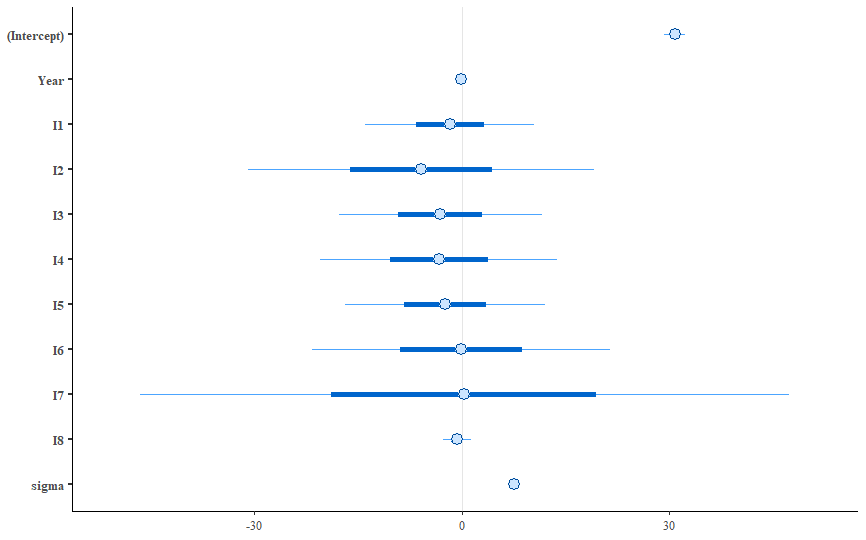 (Intercept)
Year
I1
I2
I3
I4
I5
I6
I7
I8
sigma
-30 0 30